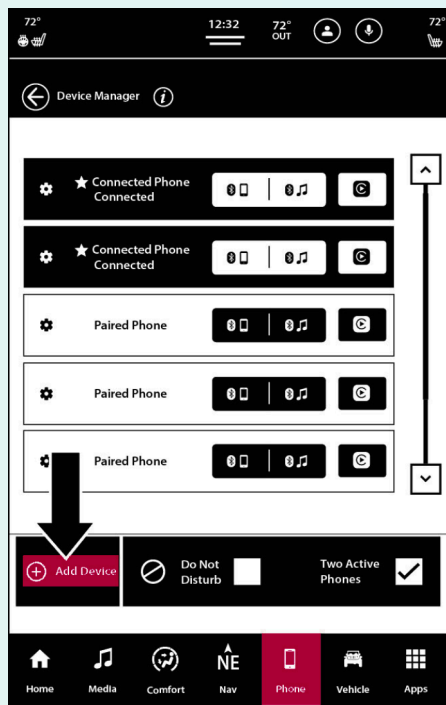 72°
12:32
72°
OUT
72°
Device Manager
i
Connected Phone
Connected
Connected Phone
Connected
Paired Phone
Paired Phone
Paired Phone
Add Device
Do Not
Disturb
Two Active
Phones
Home
Media
Comfort
NE
Nav
Phone
Vehicle
Apps